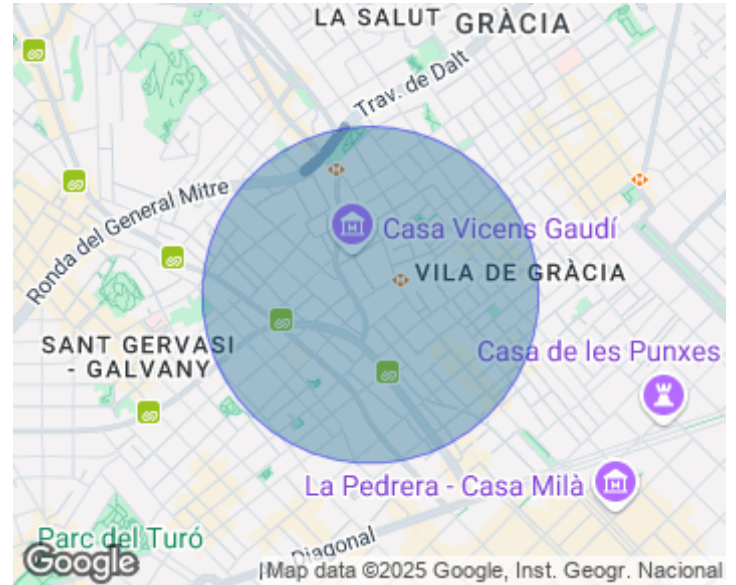 LA SALUT
GRÀCIA
Trav. de Dalt
Ronda del General Mitre
Casa Vicens Gaudí
VILA DE GRÀCIA
SANT GERVASI
- GALVANY
Casa de les Punxes
La Pedrera - Casa Milà
Parc del Turó
Diagonal
Google
Map data ©2025 Google, Inst. Geogr. Nacional